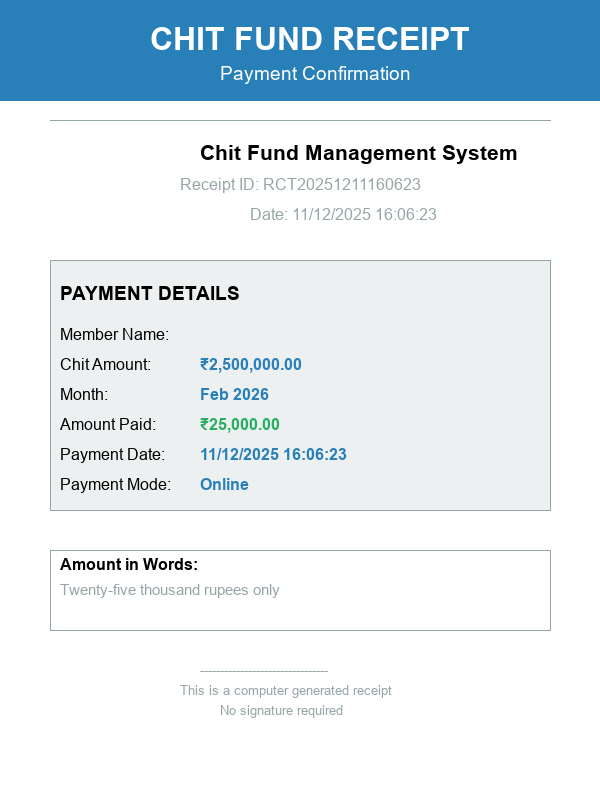 CHIT FUND RECEIPT
Payment Confirmation
Chit Fund Management System
Receipt ID: RCT20251211160623
Date: 11/12/2025 16:06:23
PAYMENT DETAILS
Member Name:
Chit Amount: ₹2,500,000.00
Month: Feb 2026
Amount Paid: ₹25,000.00
Payment Date: 11/12/2025 16:06:23
Payment Mode: Online
Amount in Words:
Twenty-five thousand rupees only
--------------------------------
This is a computer generated receipt
No signature required